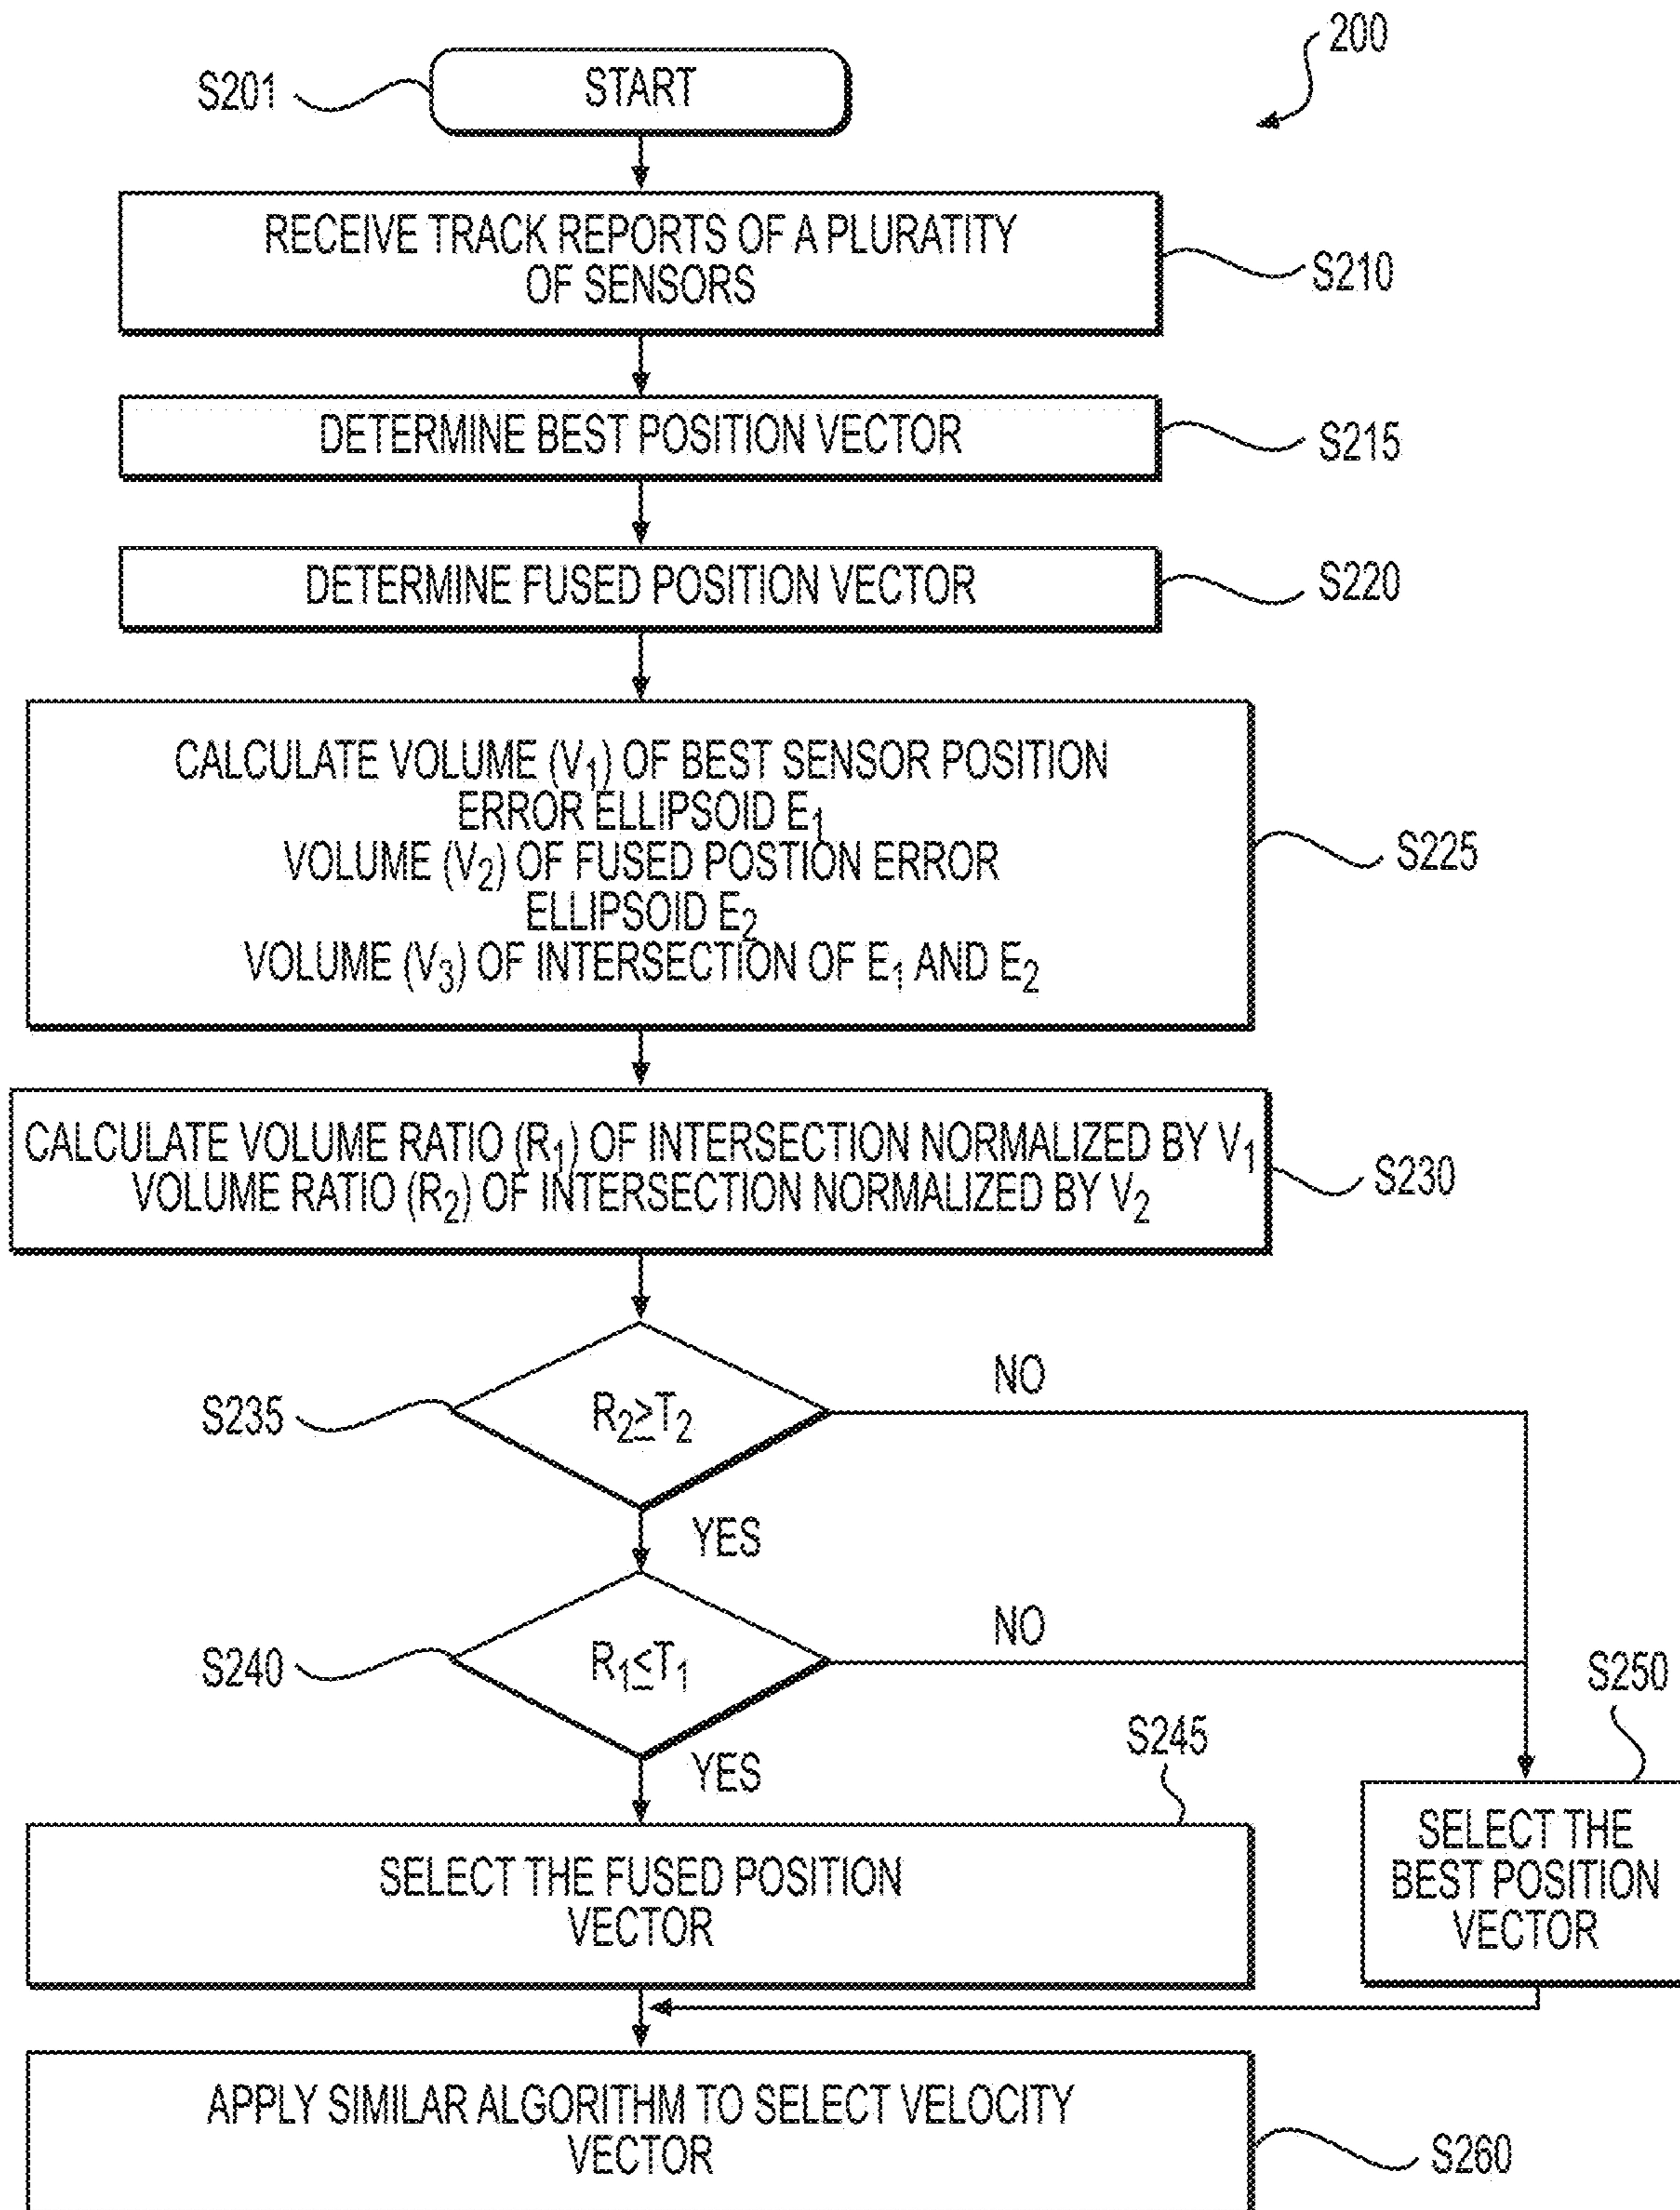 200
S201
START
RECEIVE TRACK REPORTS OF A PLURATITY
OF SENSORS
S210
DETERMINE BEST POSITION VECTOR
S215
DETERMINE FUSED POSITION VECTOR
S220
CALCULATE VOLUME (V₁) OF BEST SENSOR POSITION
ERROR ELLIPSOID E₁
VOLUME (V₂) OF FUSED POSTION ERROR
ELLIPSOID E₂
VOLUME (V₃) OF INTERSECTION OF E₁ AND E₂
S225
CALCULATE VOLUME RATIO (R₁) OF INTERSECTION NORMALIZED BY V₁
VOLUME RATIO (R₂) OF INTERSECTION NORMALIZED BY V₂
S230
S235
R₂≥T₂
NO
YES
S240
R₁≤T₁
NO
YES
S245
SELECT THE FUSED POSITION
VECTOR
S250
SELECT THE
BEST POSITION
VECTOR
APPLY SIMILAR ALGORITHM TO SELECT VELOCITY
VECTOR
S260